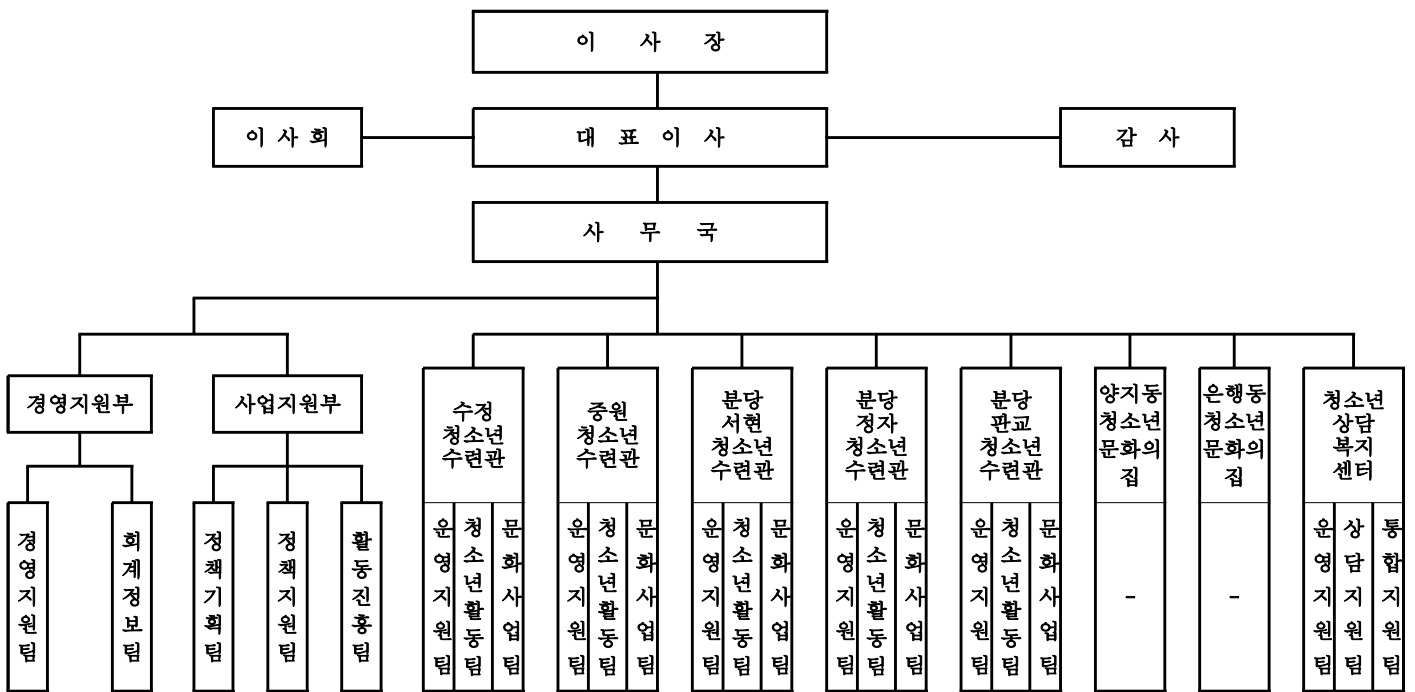 이 사 장
이 사 회
대 표 이 사
감 사
사 무 국
경영지원부
사업지원부
경영지원팀
회계정보팀
정책기획팀
정책지원팀
활동진흥팀
수정
청소년
수련관
운영지원팀
청소년활동팀
문화사업팀
중원
청소년
수련관
운영지원팀
청소년활동팀
문화사업팀
분당
서현
청소년
수련관
운영지원팀
청소년활동팀
문화사업팀
분당
정자
청소년
수련관
운영지원팀
청소년활동팀
문화사업팀
분당
판교
청소년
수련관
운영지원팀
청소년활동팀
문화사업팀
양지동
청소년
문화의
집
-
은행동
청소년
문화의
집
-
청소년
상담
복지
센터
운영지원팀
상담지원팀
통합지원팀